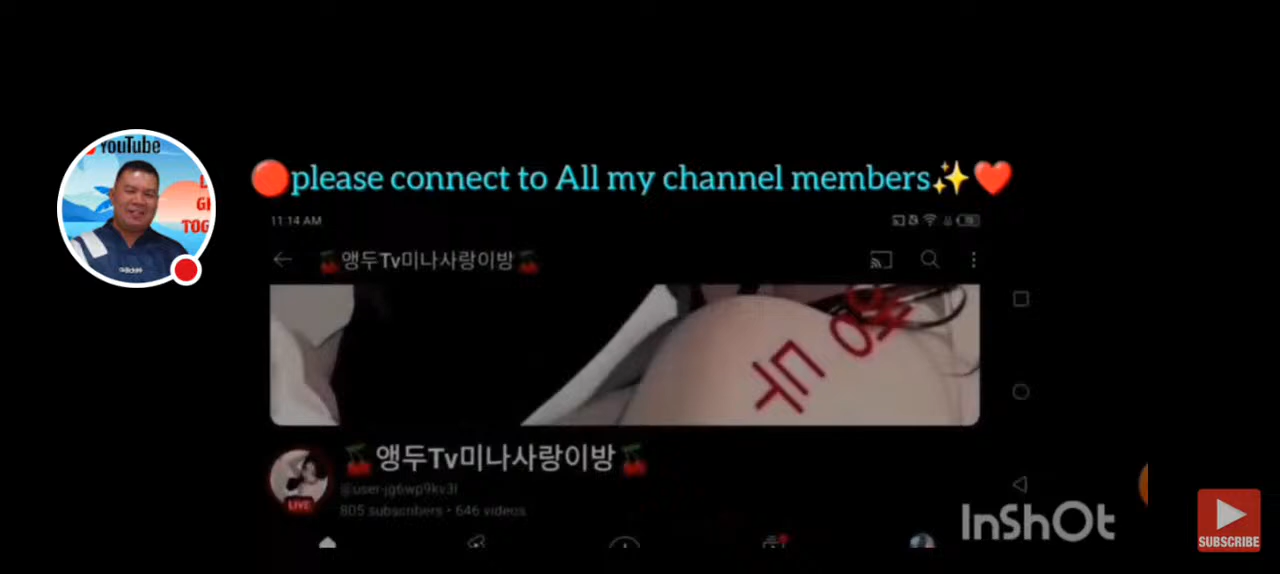 YouTube
🔴please connect to All my channel members✨❤️
11:14 AM
🍒앵두Tv미나사랑이방🍒
adidas
🍒앵두Tv미나사랑이방🍒
@user-jg6wp9kv3l
LIVE
805 subscribers • 646 videos
InShOt
SUBSCRIBE